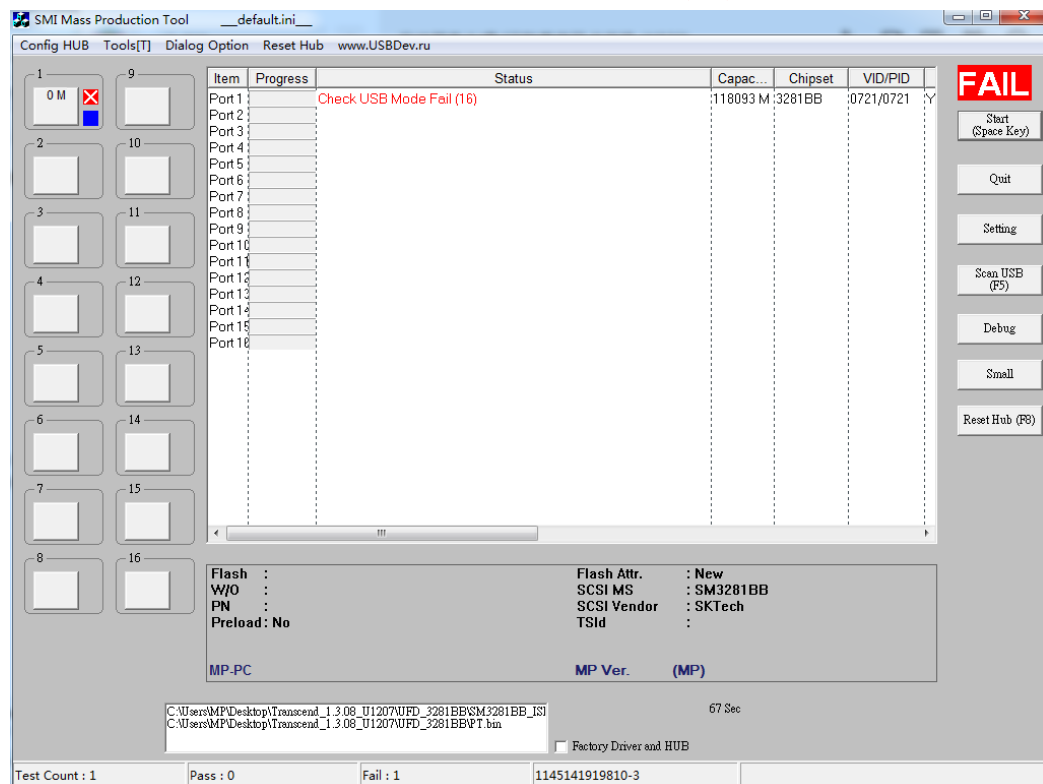 SMI Mass Production Tool __default.ini__
Config HUB Tools[T] Dialog Option Reset Hub www.USBDev.ru
1
0 M
9
2
10
3
11
4
12
5
13
6
14
7
15
8
16
Item Progress Status Capac... Chipset VID/PID
Port 1 Check USB Mode Fail (16) 118093 M 3281BB 0721/0721 Y
Port 2
Port 3
Port 4
Port 5
Port 6
Port 7
Port 8
Port 9
Port 10
Port 11
Port 12
Port 13
Port 14
Port 15
Port 16
FAIL
Start
(Space Key)
Quit
Setting
Scan USB
(F5)
Debug
Small
Reset Hub (F8)
Flash : Flash Attr. : New
W/O : SCSI MS : SM3281BB
PN : SCSI Vendor : SKTech
Preload : No TSId :
MP-PC MP Ver. (MP)
C:\Users\MP\Desktop\Transcend_1.3.08_U1207\UFD_3281BB\SM3281BB_ISI
C:\Users\MP\Desktop\Transcend_1.3.08_U1207\UFD_3281BB\PT.bin
67 Sec
Factory Driver and HUB
Test Count : 1 Pass : 0 Fail : 1 1145141919810-3